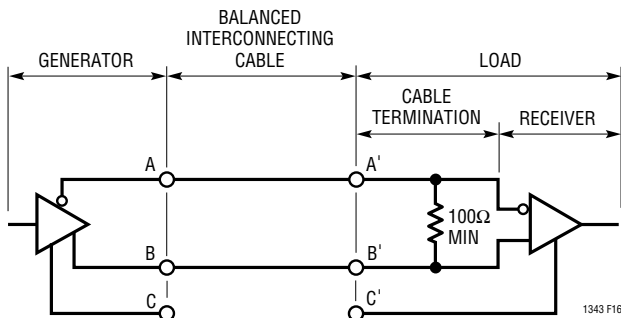 BALANCED
INTERCONNECTING
CABLE
GENERATOR
LOAD
CABLE
TERMINATION
RECEIVER
A
A'
100Ω
MIN
B
B'
C
C'
1343 F16